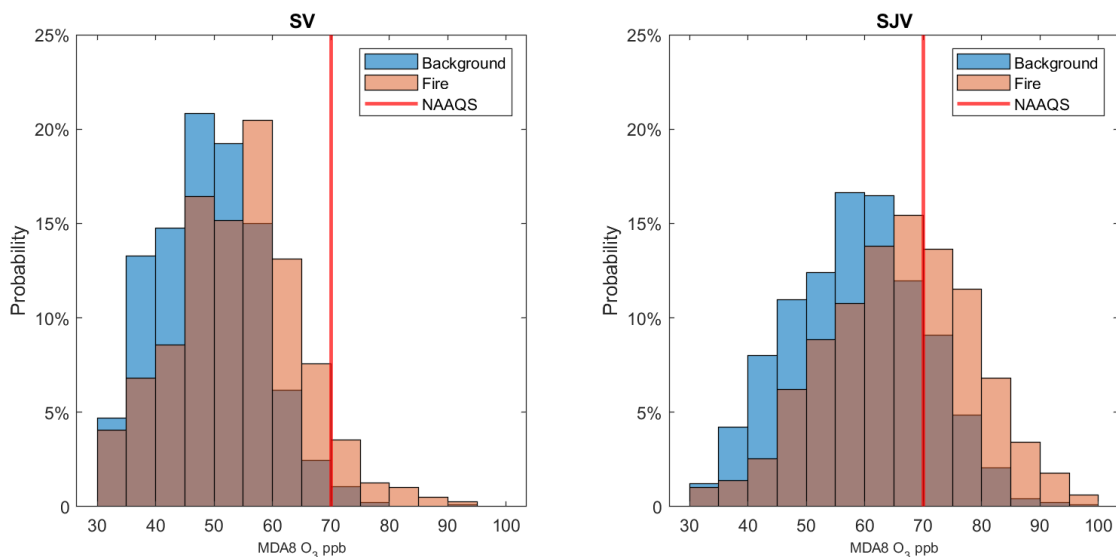 SV
25%
20%
15%
10%
5%
0
Probability
30 40 50 60 70 80 90 100
MDA8 O₃ ppb
Background
Fire
NAAQS
SJV
25%
20%
15%
10%
5%
0
Probability
30 40 50 60 70 80 90 100
MDA8 O₃ ppb
Background
Fire
NAAQS